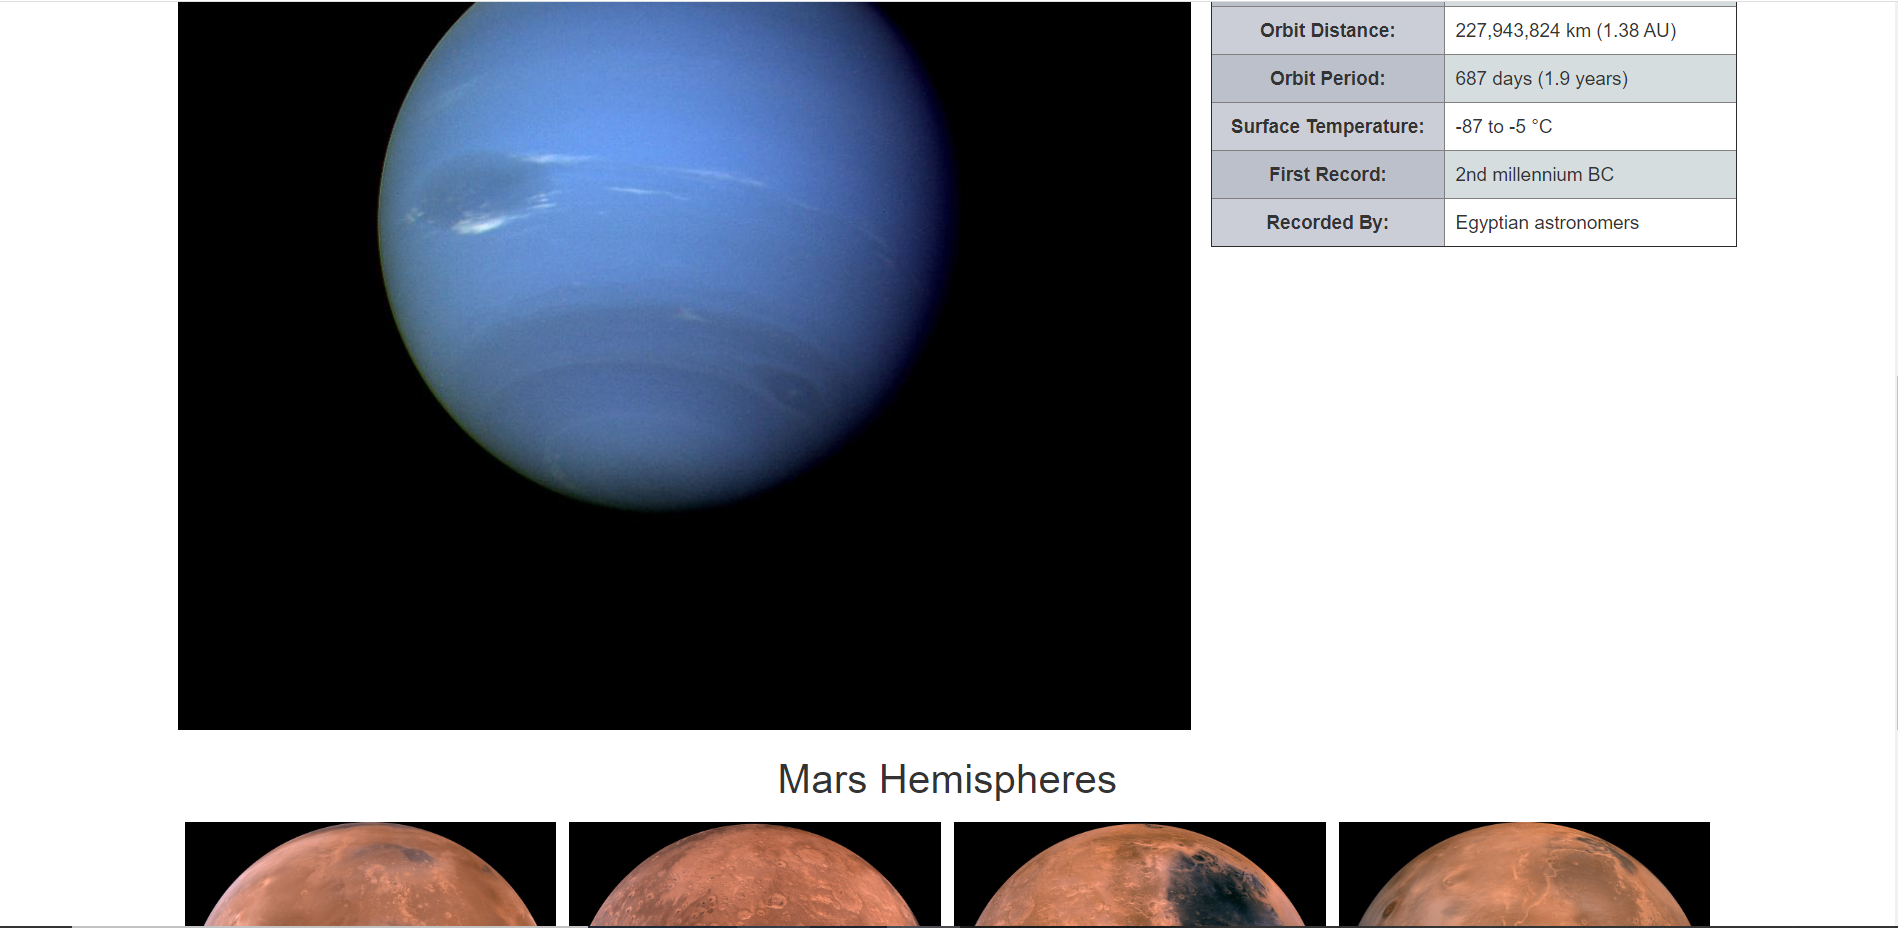 Orbit Distance: 227,943,824 km (1.38 AU)
Orbit Period: 687 days (1.9 years)
Surface Temperature: -87 to -5 °C
First Record: 2nd millennium BC
Recorded By: Egyptian astronomers
Mars Hemispheres